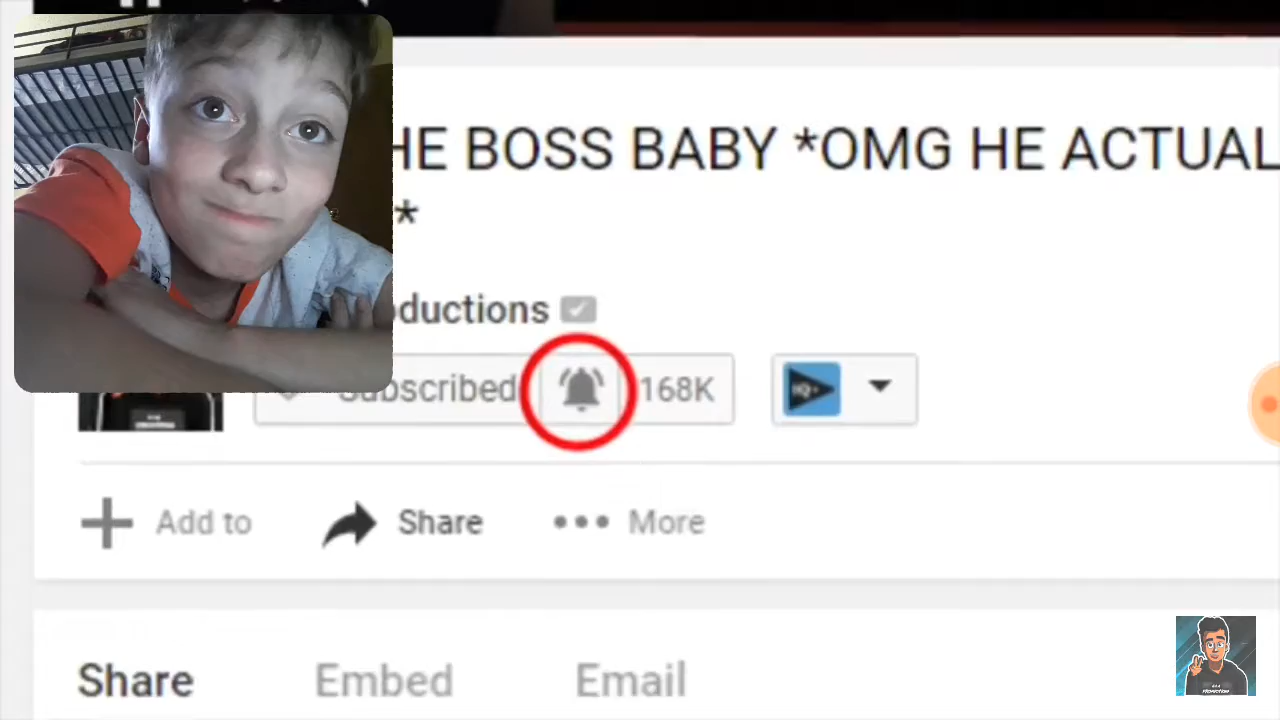 HE BOSS BABY *OMG HE ACTUAL
*
oductions
Subscribed 168K
Add to Share More
Share Embed Email